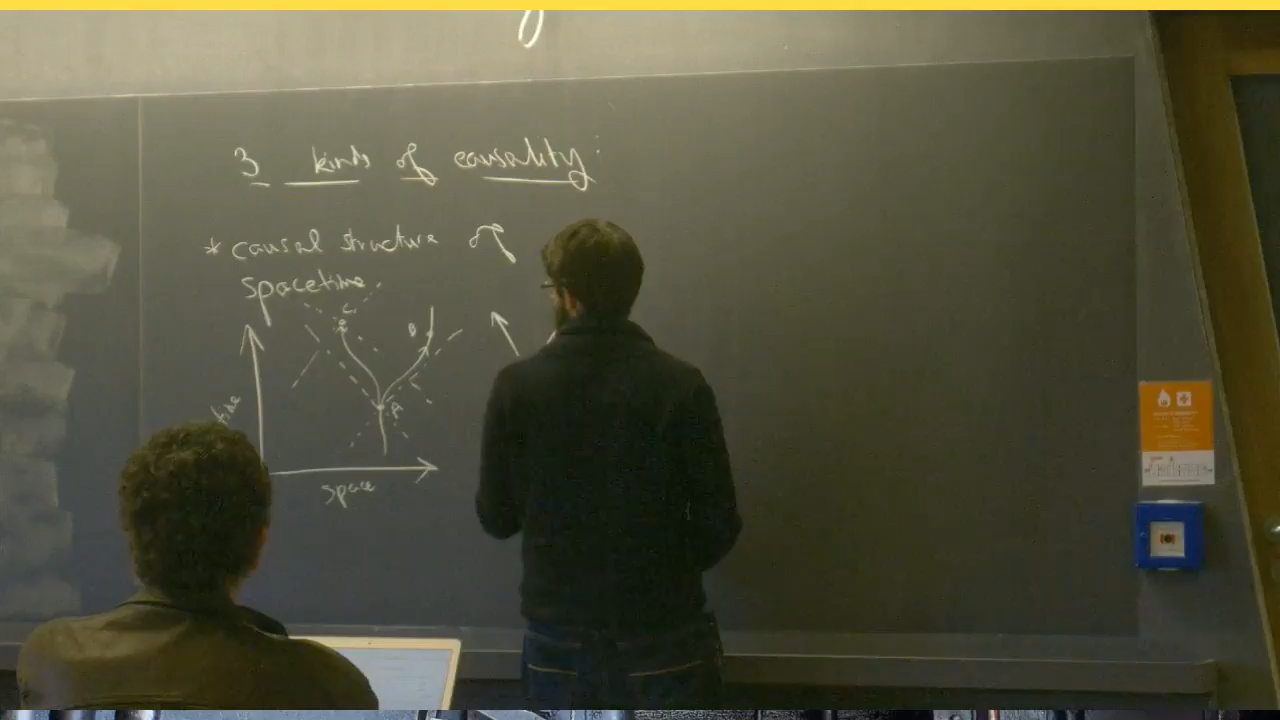 3 kinds of causality:
* causal structure of
spacetime
C
B
A
time
space